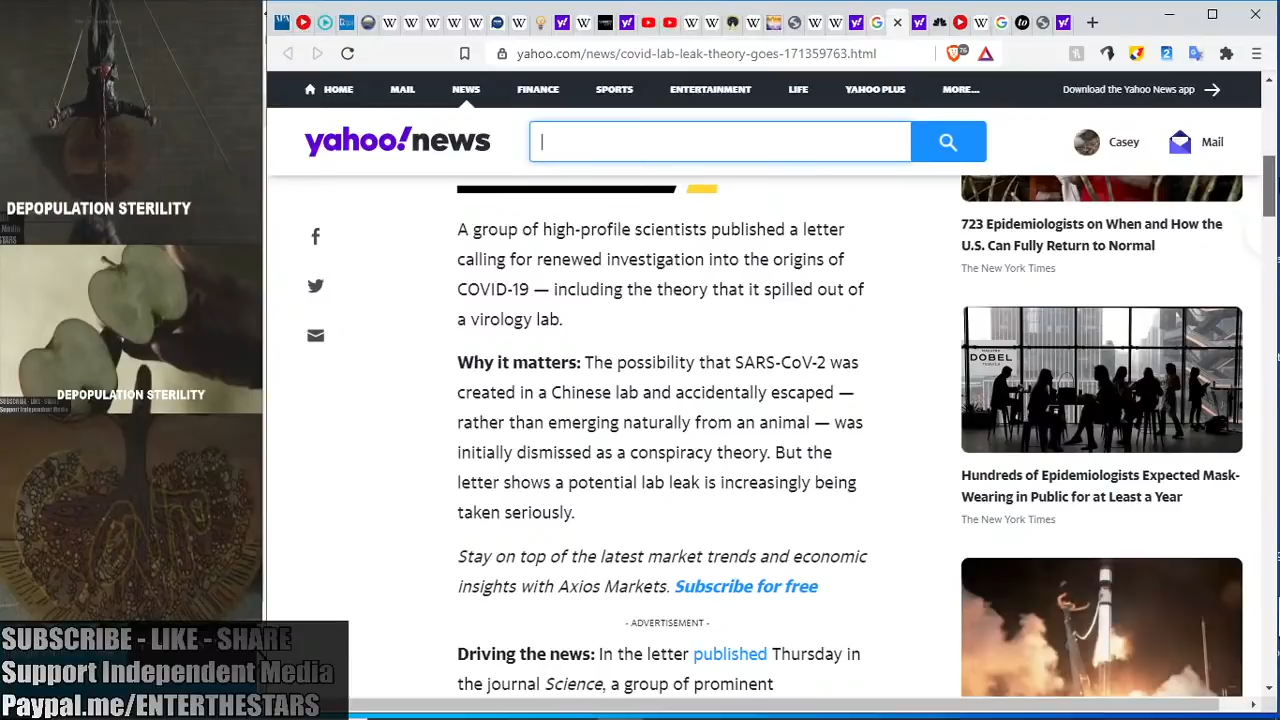 DEPOPULATION STERILITY
DEPOPULATION STERILITY
SUBSCRIBE - LIKE - SHARE
Support Independent Media
Paypal.me/ENTERTHESTARS
yahoo.com/news/covid-lab-leak-theory-goes-171359763.html
HOME MAIL NEWS FINANCE SPORTS ENTERTAINMENT LIFE YAHOO PLUS MORE... Download the Yahoo News app
yahoo!news
Casey Mail
A group of high-profile scientists published a letter
calling for renewed investigation into the origins of
COVID-19 — including the theory that it spilled out of
a virology lab.
Why it matters: The possibility that SARS-CoV-2 was
created in a Chinese lab and accidentally escaped —
rather than emerging naturally from an animal — was
initially dismissed as a conspiracy theory. But the
letter shows a potential lab leak is increasingly being
taken seriously.
Stay on top of the latest market trends and economic
insights with Axios Markets. Subscribe for free
- ADVERTISEMENT -
Driving the news: In the letter published Thursday in
the journal Science, a group of prominent
723 Epidemiologists on When and How the
U.S. Can Fully Return to Normal
The New York Times
DOBEL
Hundreds of Epidemiologists Expected Mask-
Wearing in Public for at Least a Year
The New York Times